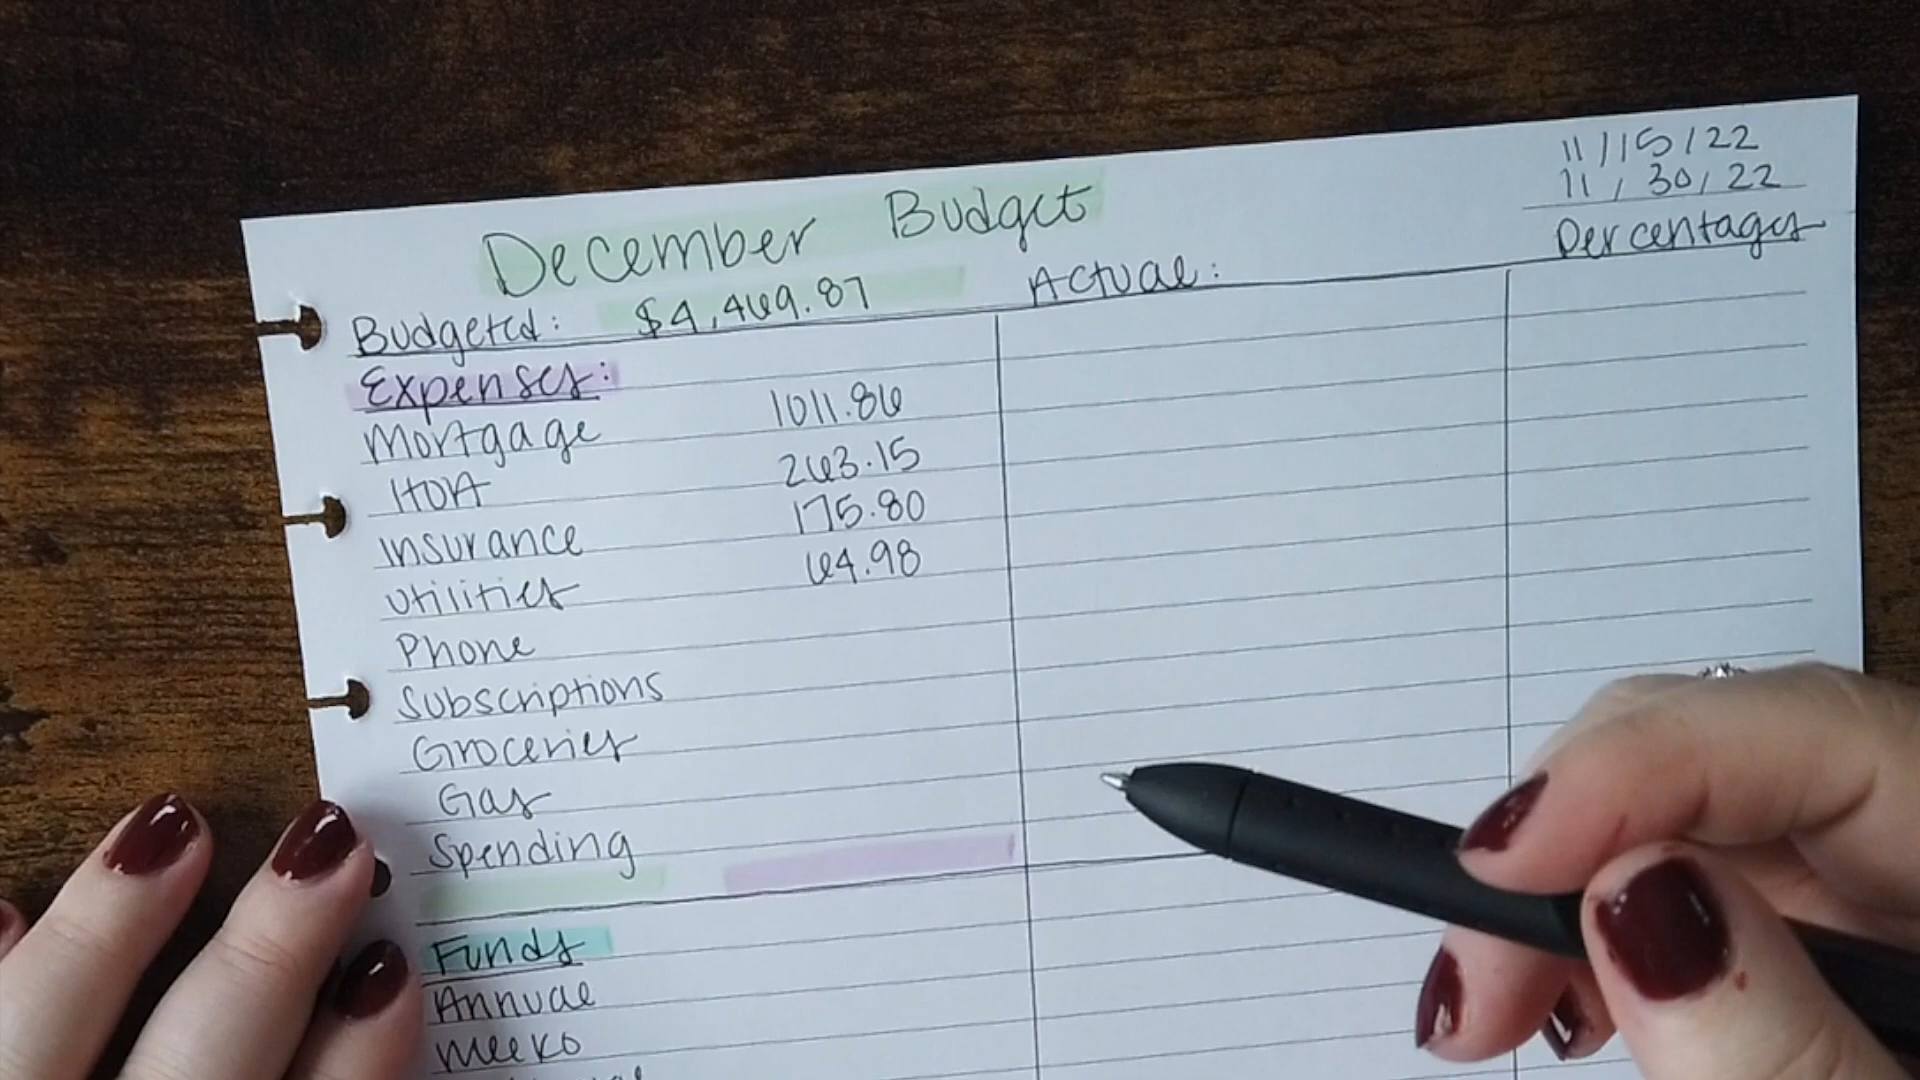 11/15/22
11/30/22
December Budget
Percentages
Budgeted: $4,469.87 Actual:
Expenses:
Mortgage 1011.86
HOA 263.15
Insurance 175.80
Utilities 64.98
Phone
Subscriptions
Groceries
Gas
Spending
Funds
Annual
Meeko